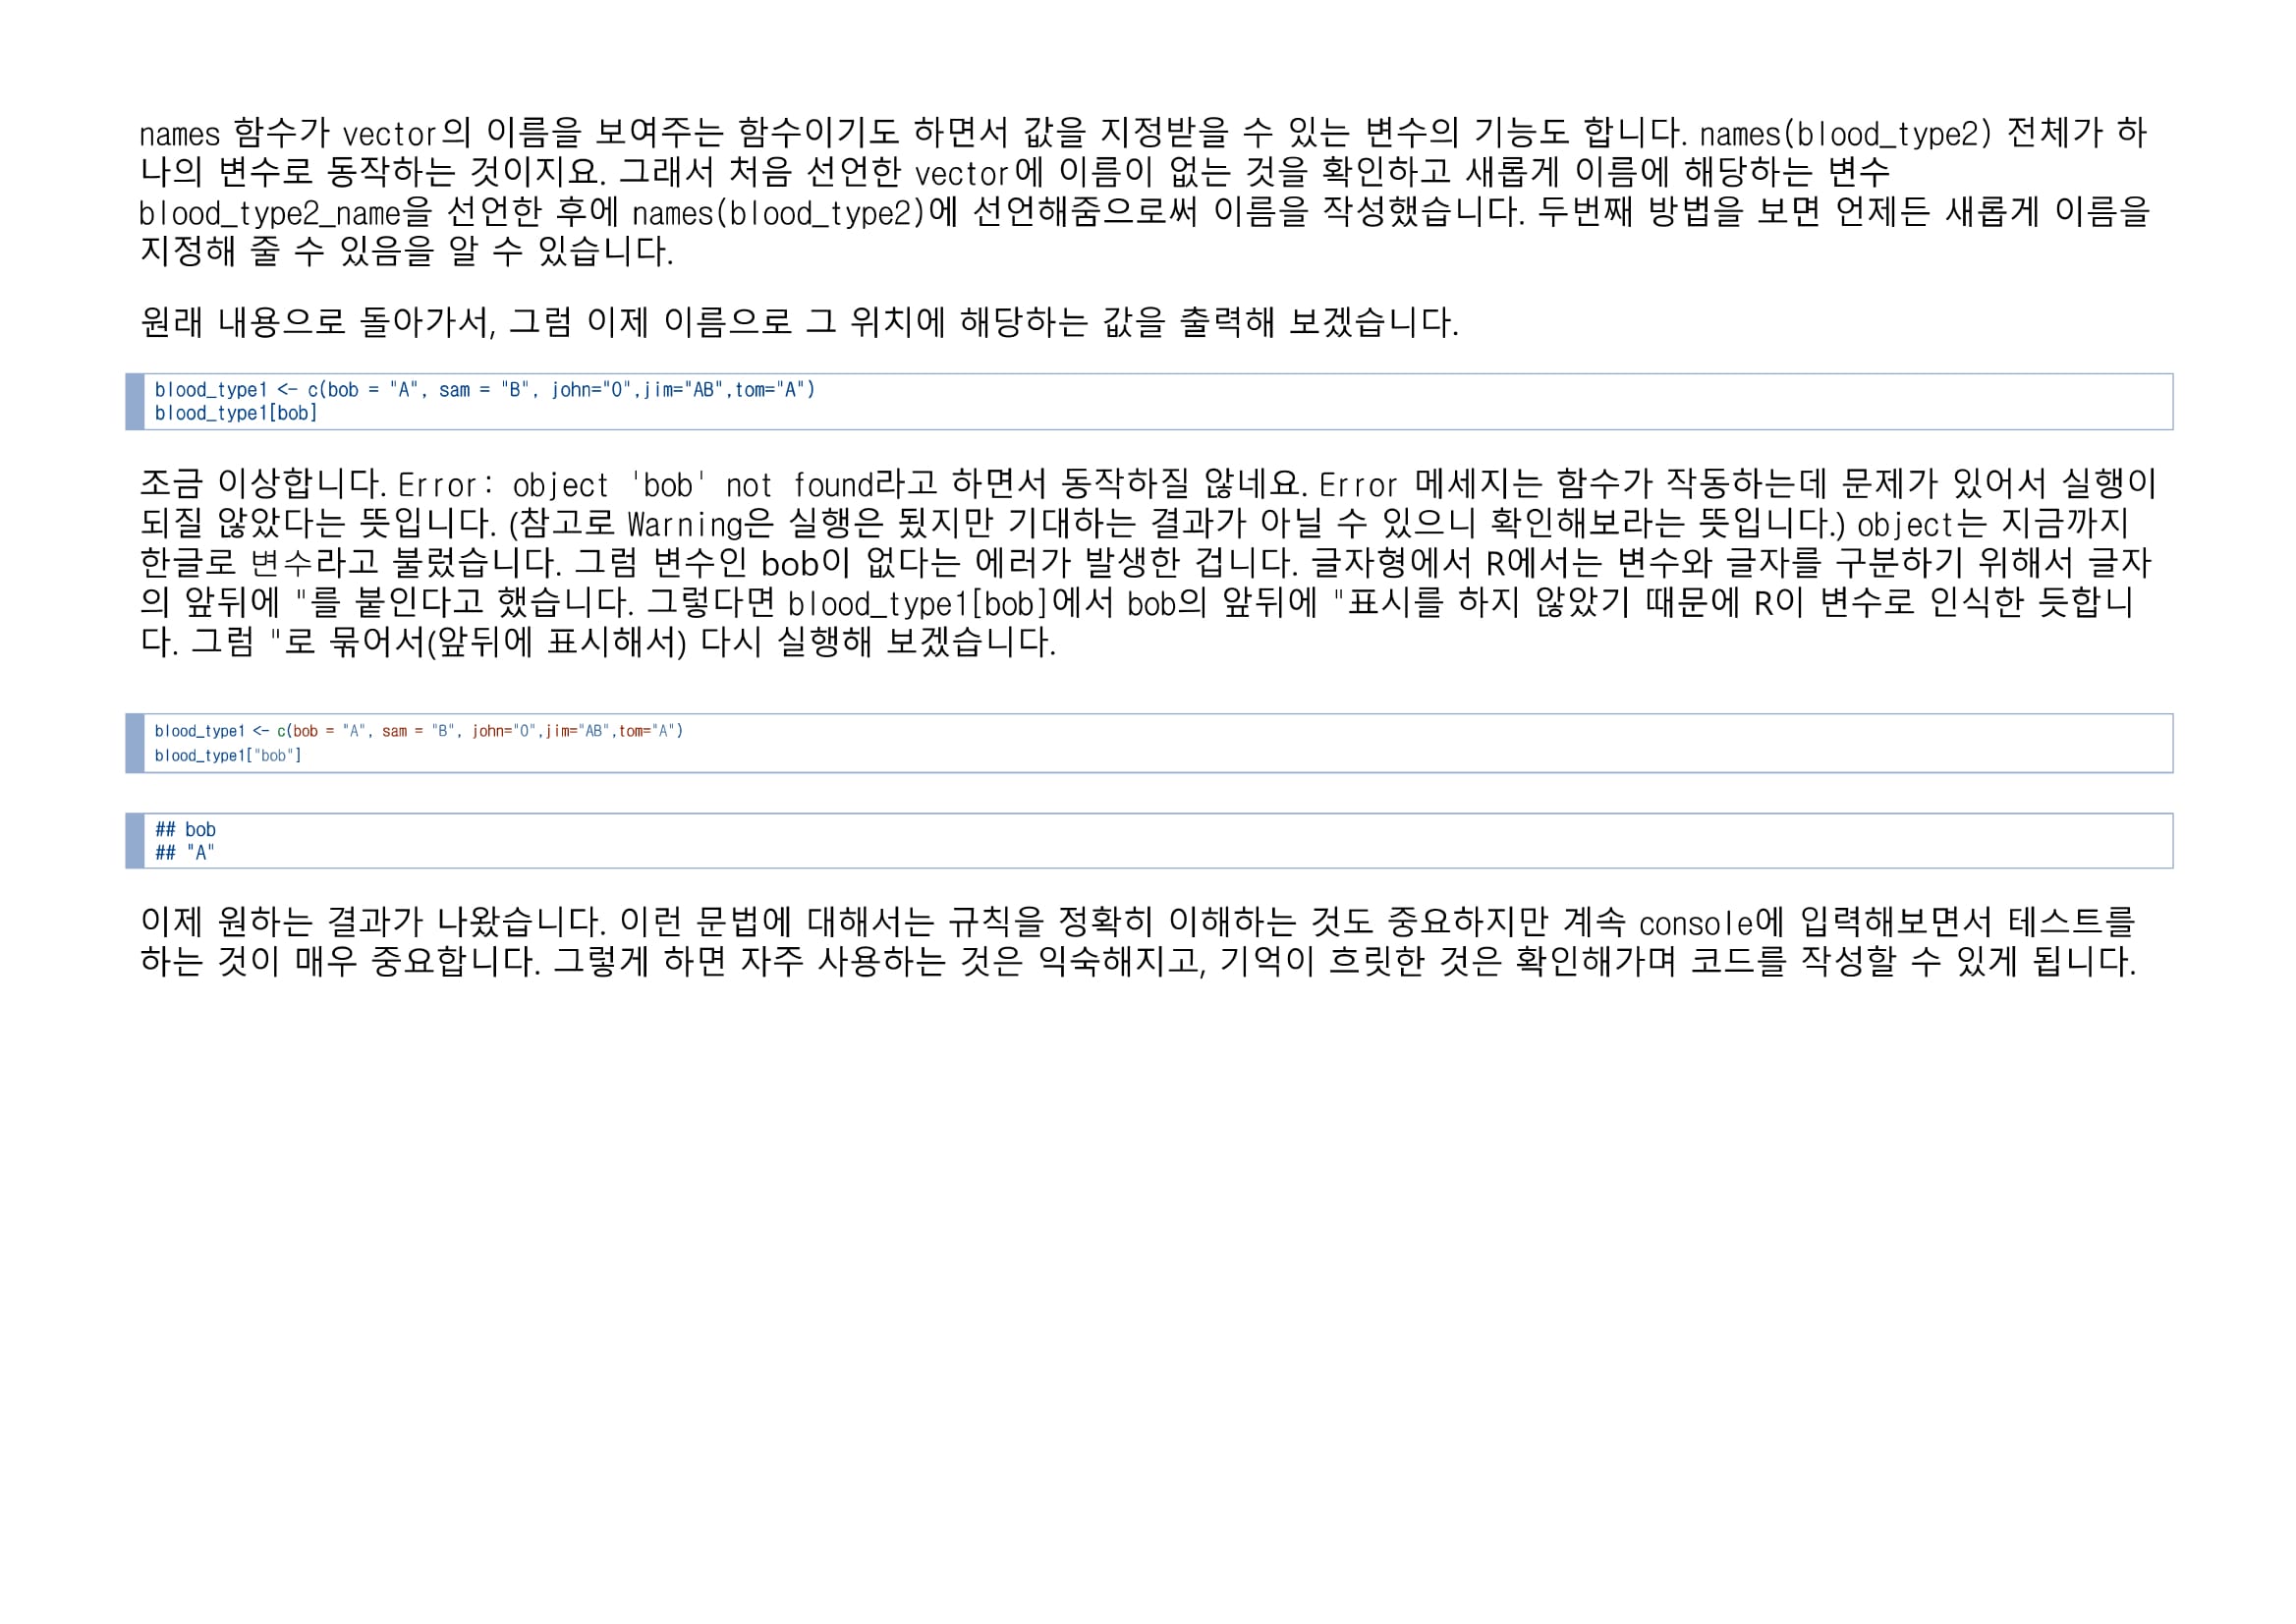 names 함수가 vector의 이름을 보여주는 함수이기도 하면서 값을 지정받을 수 있는 변수의 기능도 합니다. names(blood_type2) 전체가 하
나의 변수로 동작하는 것이지요. 그래서 처음 선언한 vector에 이름이 없는 것을 확인하고 새롭게 이름에 해당하는 변수
blood_type2_name을 선언한 후에 names(blood_type2)에 선언해줌으로써 이름을 작성했습니다. 두번째 방법을 보면 언제든 새롭게 이름을
지정해 줄 수 있음을 알 수 있습니다.
원래 내용으로 돌아가서, 그럼 이제 이름으로 그 위치에 해당하는 값을 출력해 보겠습니다.
blood_type1 <- c(bob = "A", sam = "B", john="O",jim="AB",tom="A")
blood_type1[bob]
조금 이상합니다. Error: object 'bob' not found라고 하면서 동작하질 않네요. Error 메세지는 함수가 작동하는데 문제가 있어서 실행이
되질 않았다는 뜻입니다. (참고로 Warning은 실행은 됬지만 기대하는 결과가 아닐 수 있으니 확인해보라는 뜻입니다.) object는 지금까지
한글로 변수라고 불렀습니다. 그럼 변수인 bob이 없다는 에러가 발생한 겁니다. 글자형에서 R에서는 변수와 글자를 구분하기 위해서 글자
의 앞뒤에 "를 붙인다고 했습니다. 그렇다면 blood_type1[bob]에서 bob의 앞뒤에 "표시를 하지 않았기 때문에 R이 변수로 인식한 듯합니
다. 그럼 "로 묶어서(앞뒤에 표시해서) 다시 실행해 보겠습니다.
blood_type1 <- c(bob = "A", sam = "B", john="O",jim="AB",tom="A")
blood_type1["bob"]
## bob
## "A"
이제 원하는 결과가 나왔습니다. 이런 문법에 대해서는 규칙을 정확히 이해하는 것도 중요하지만 계속 console에 입력해보면서 테스트를
하는 것이 매우 중요합니다. 그렇게 하면 자주 사용하는 것은 익숙해지고, 기억이 흐릿한 것은 확인해가며 코드를 작성할 수 있게 됩니다.